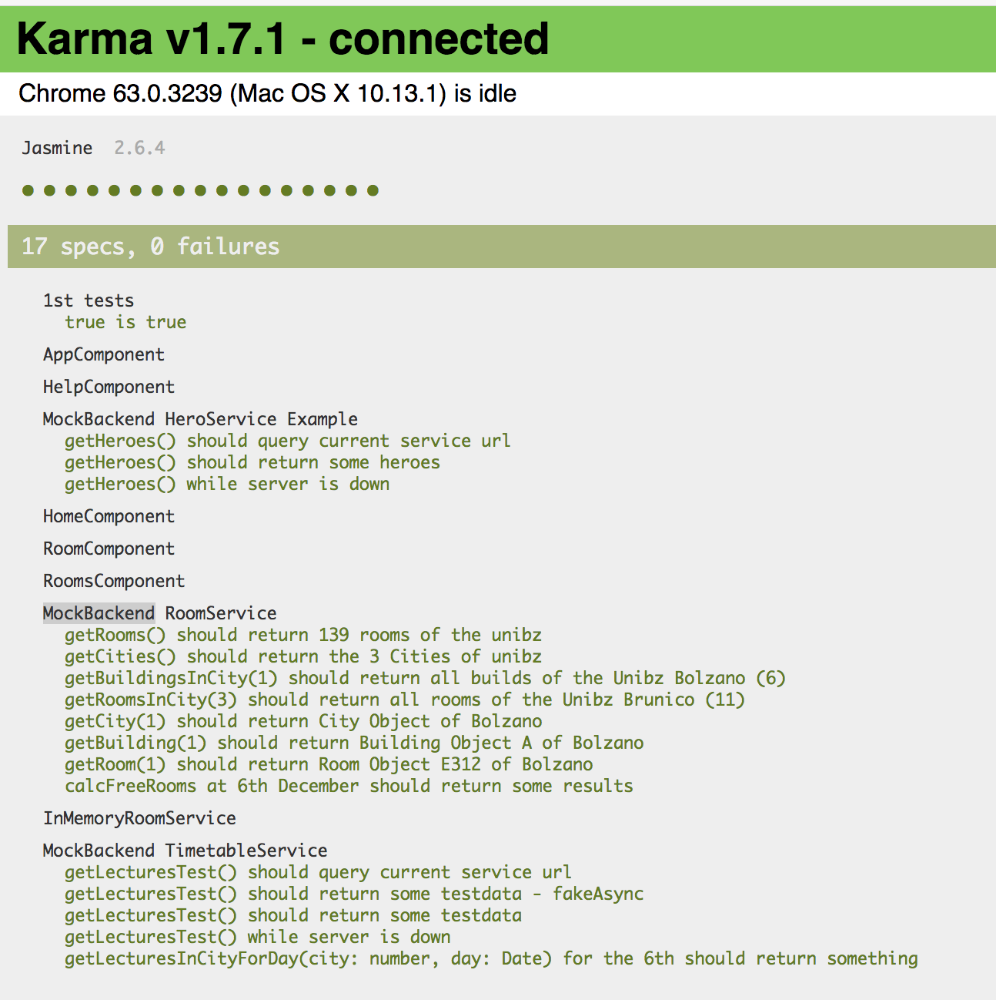 Karma v1.7.1 - connected
Chrome 63.0.3239 (Mac OS X 10.13.1) is idle
Jasmine 2.6.4
17 specs, 0 failures
1st tests
true is true
AppComponent
HelpComponent
MockBackend HeroService Example
getHeroes() should query current service url
getHeroes() should return some heroes
getHeroes() while server is down
HomeComponent
RoomComponent
RoomsComponent
MockBackend RoomService
getRooms() should return 139 rooms of the unibz
getCities() should return the 3 Cities of unibz
getBuildingsInCity(1) should return all builds of the Unibz Bolzano (6)
getRoomsInCity(3) should return all rooms of the Unibz Brunico (11)
getCity(1) should return City Object of Bolzano
getBuilding(1) should return Building Object A of Bolzano
getRoom(1) should return Room Object E312 of Bolzano
calcFreeRooms at 6th December should return some results
InMemoryRoomService
MockBackend TimetableService
getLecturesTest() should query current service url
getLecturesTest() should return some testdata - fakeAsync
getLecturesTest() should return some testdata
getLecturesTest() while server is down
getLecturesInCityForDay(city: number, day: Date) for the 6th should return something